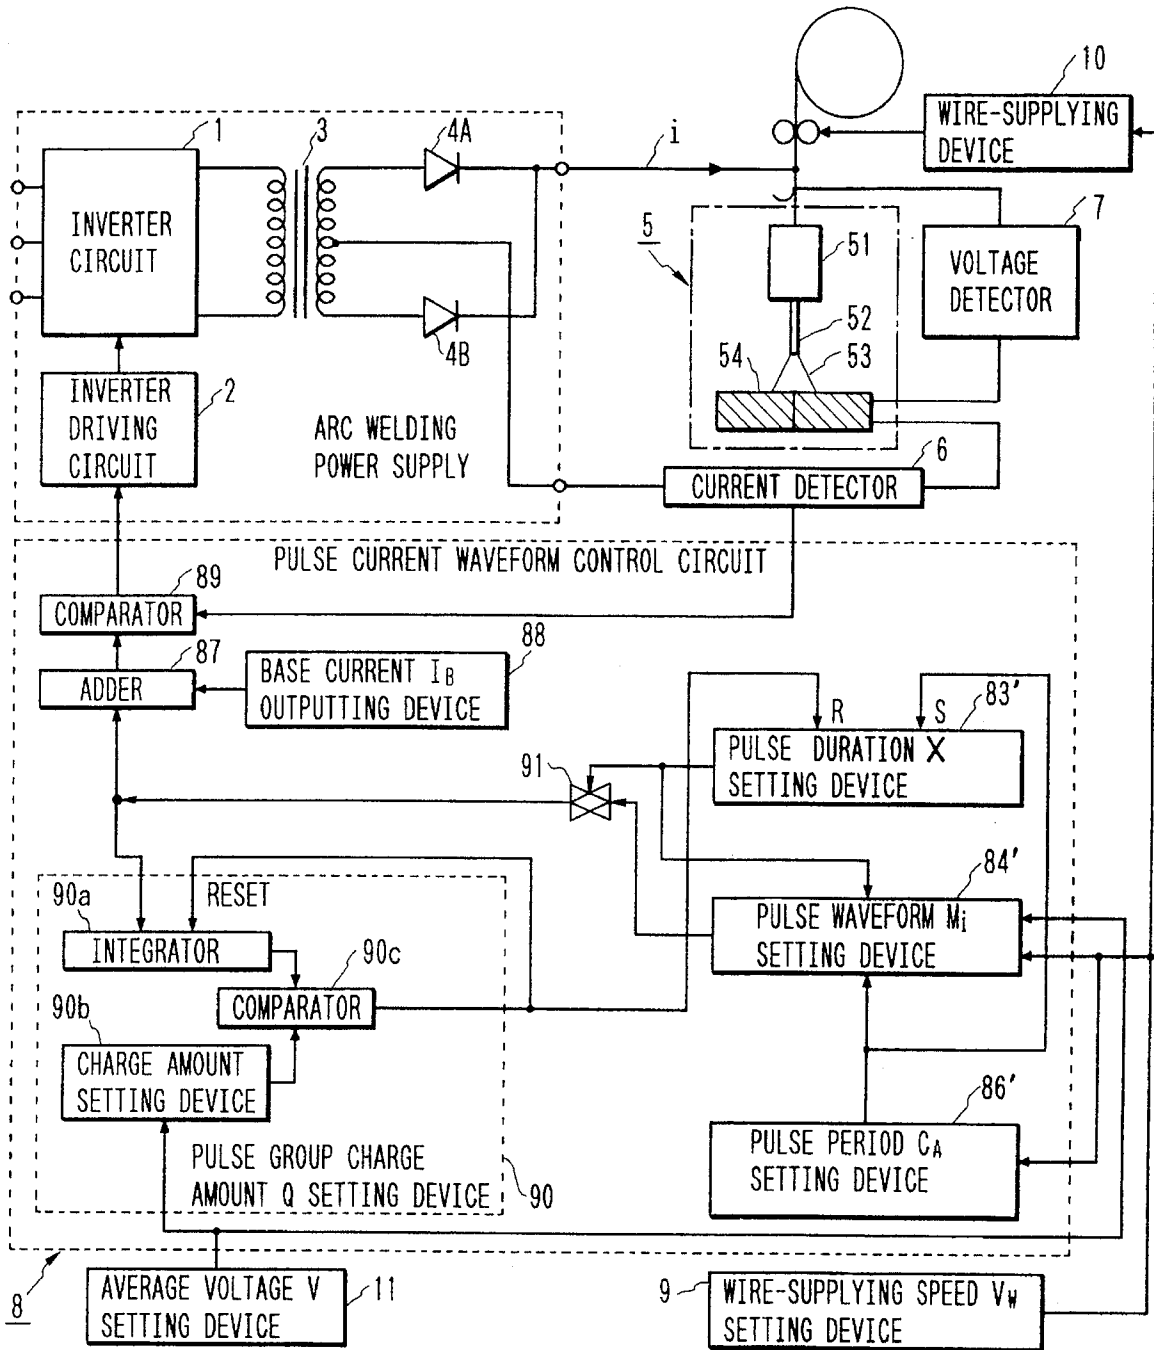 10
WIRE-SUPPLYING
DEVICE
1
3
4A
i
INVERTER
CIRCUIT
5
51
7
VOLTAGE
DETECTOR
52
4B
54
53
INVERTER
DRIVING
CIRCUIT
2
ARC WELDING
POWER SUPPLY
6
CURRENT DETECTOR
PULSE CURRENT WAVEFORM CONTROL CIRCUIT
89
COMPARATOR
87
ADDER
88
BASE CURRENT IB
OUTPUTTING DEVICE
R
S
83'
PULSE DURATION X
SETTING DEVICE
91
84'
PULSE WAVEFORM Mi
SETTING DEVICE
90a
RESET
INTEGRATOR
90c
COMPARATOR
90b
CHARGE AMOUNT
SETTING DEVICE
86'
PULSE PERIOD CA
SETTING DEVICE
PULSE GROUP CHARGE
AMOUNT Q SETTING DEVICE
90
8
AVERAGE VOLTAGE V
SETTING DEVICE
11
9
WIRE-SUPPLYING SPEED VW
SETTING DEVICE